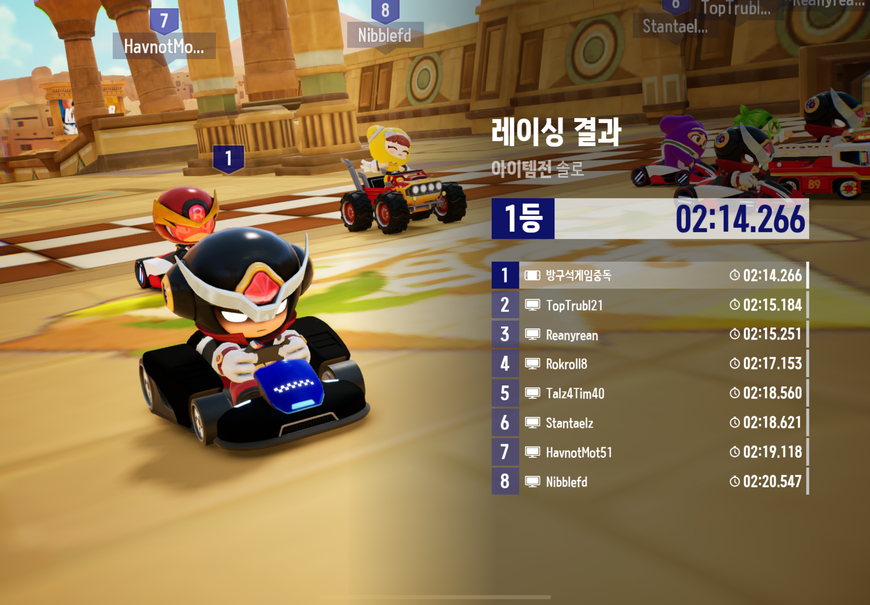 7
HavnotMo...
8
Nibblefd
6
Stantael...
TopTrubl...
Reanyrea...
1
레이싱 결과
아이템전 솔로
89
1등 02:14.266
1 방구석게임중독 02:14.266
2 TopTrubl21 02:15.184
3 Reanyrean 02:15.251
4 Rokroll8 02:17.153
5 Talz4Tim40 02:18.560
6 Stantaelz 02:18.621
7 HavnotMot51 02:19.118
8 Nibblefd 02:20.547